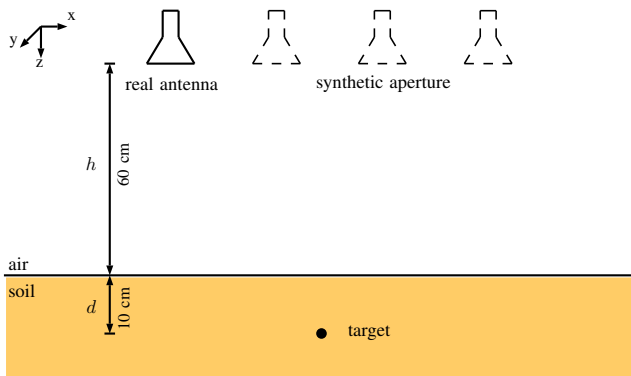 x
y
z
real antenna
synthetic aperture
h
60 cm
air
soil
d
10 cm
target